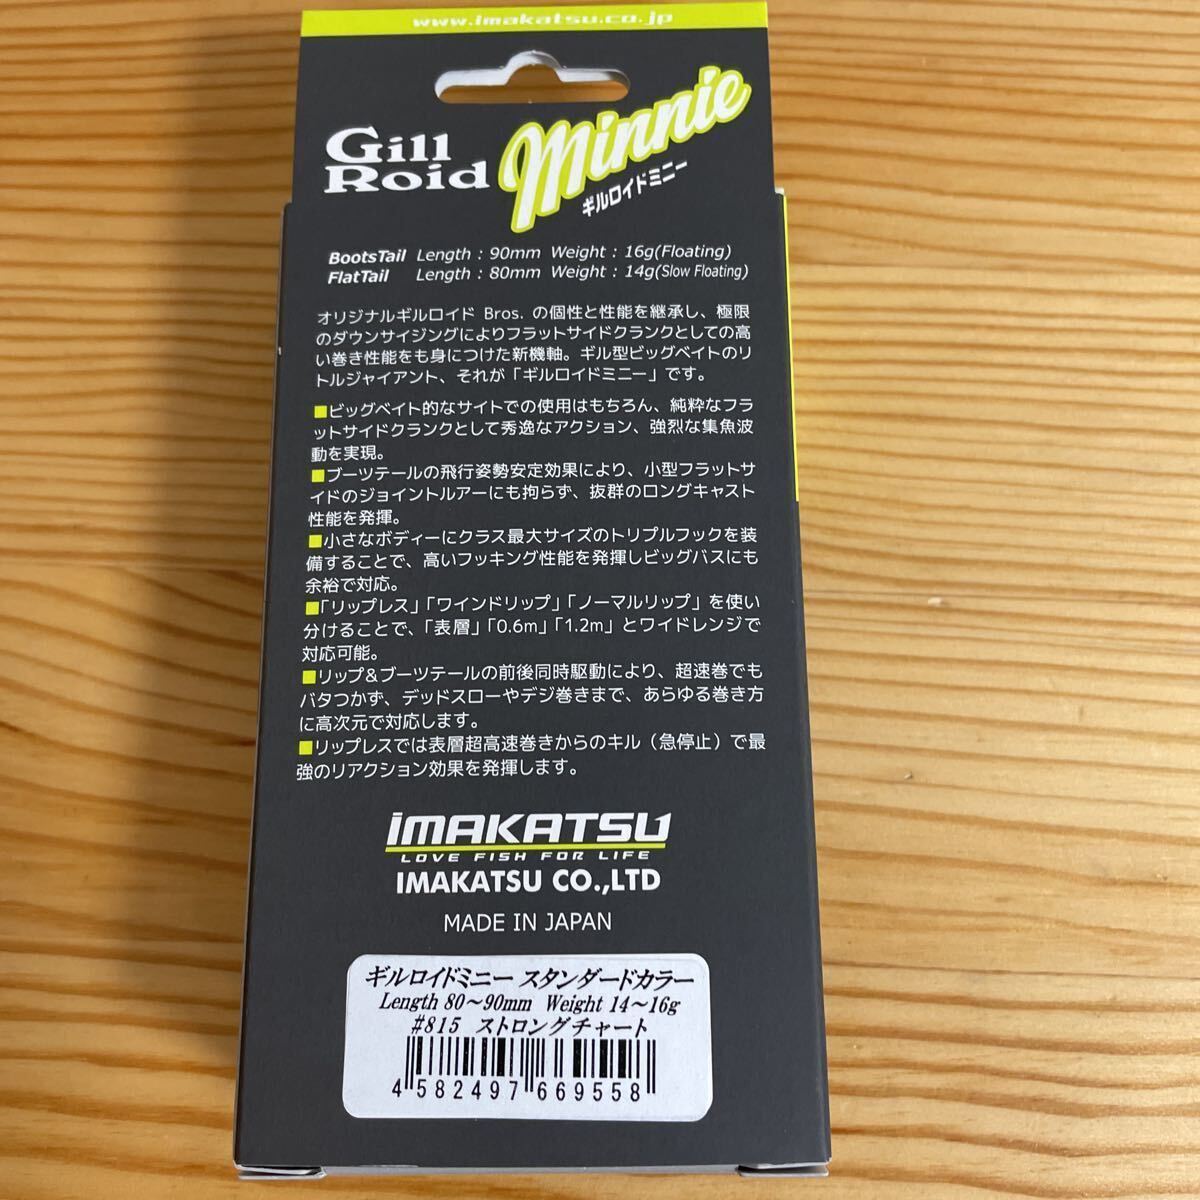 www.imakatsu.co.jp
Gill Roid Minnie
ギルロイドミニー
BootsTail Length : 90mm Weight : 16g(Floating)
FlatTail Length : 80mm Weight : 14g(Slow Floating)
オリジナルギルロイド Bros. の個性と性能を継承し、極限
のダウンサイジングによりフラットサイドクランクとしての高
い巻き性能をも身につけた新機軸。ギル型ビッグベイトのリ
トルジャイアント、それが「ギルロイドミニー」です。
■ビッグベイト的なサイトでの使用はもちろん、純粋なフラ
ットサイドクランクとして秀逸なアクション、強烈な集魚波
動を実現。
■ブーツテールの飛行姿勢安定効果により、小型フラットサ
イドのジョイントルアーにも拘らず、抜群のロングキャスト
性能を発揮。
■小さなボディーにクラス最大サイズのトリプルフックを装
備することで、高いフッキング性能を発揮しビッグバスにも
余裕で対応。
■「リップレス」「ワインドリップ」「ノーマルリップ」を使い
分けることで、「表層」「0.6m」「1.2m」とワイドレンジで
対応可能。
■リップ&ブーツテールの前後同時駆動により、超速巻でも
バタつかず、デッドスローやデジ巻きまで、あらゆる巻き方
に高次元で対応します。
■リップレスでは表層超高速巻きからのキル（急停止）で最
強のリアクション効果を発揮します。
iMAKATSU
LOVE FISH FOR LIFE
IMAKATSU CO.,LTD
MADE IN JAPAN
ギルロイドミニー スタンダードカラー
Length 80～90mm Weight 14～16g
#815 ストロングチャート
4 582497 669558